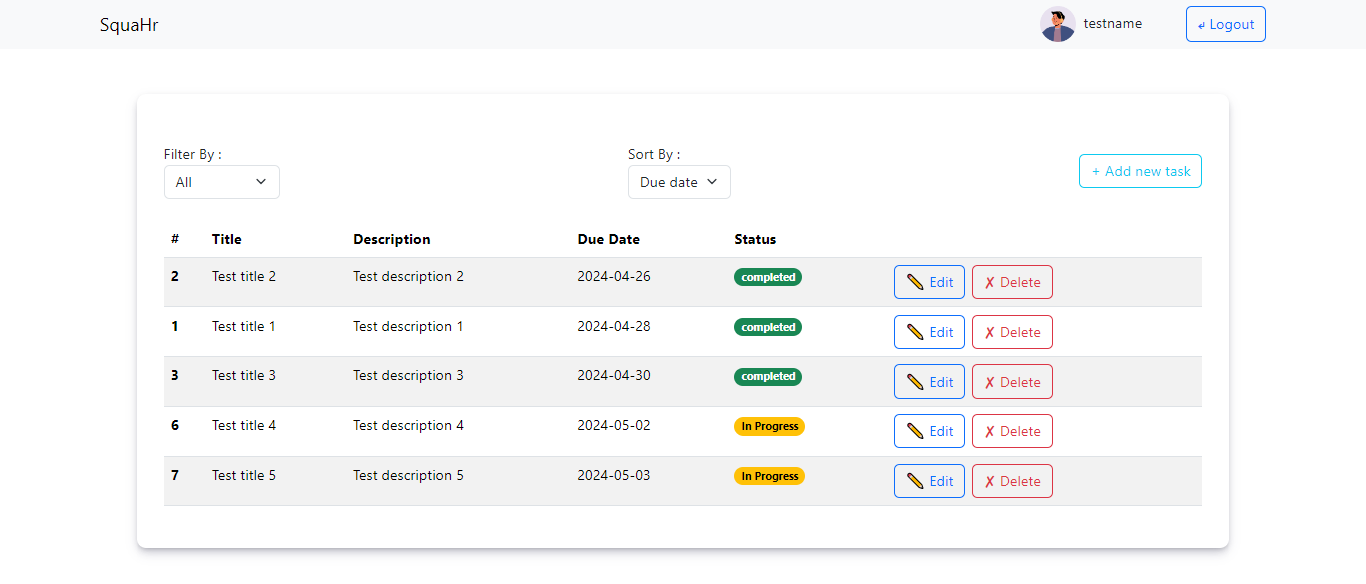 SquaHr
testname
↲ Logout
Filter By :
Sort By :
All
Due date
+ Add new task
# Title Description Due Date Status
2 Test title 2 Test description 2 2024-04-26 completed ✏️ Edit ✗ Delete
1 Test title 1 Test description 1 2024-04-28 completed ✏️ Edit ✗ Delete
3 Test title 3 Test description 3 2024-04-30 completed ✏️ Edit ✗ Delete
6 Test title 4 Test description 4 2024-05-02 In Progress ✏️ Edit ✗ Delete
7 Test title 5 Test description 5 2024-05-03 In Progress ✏️ Edit ✗ Delete